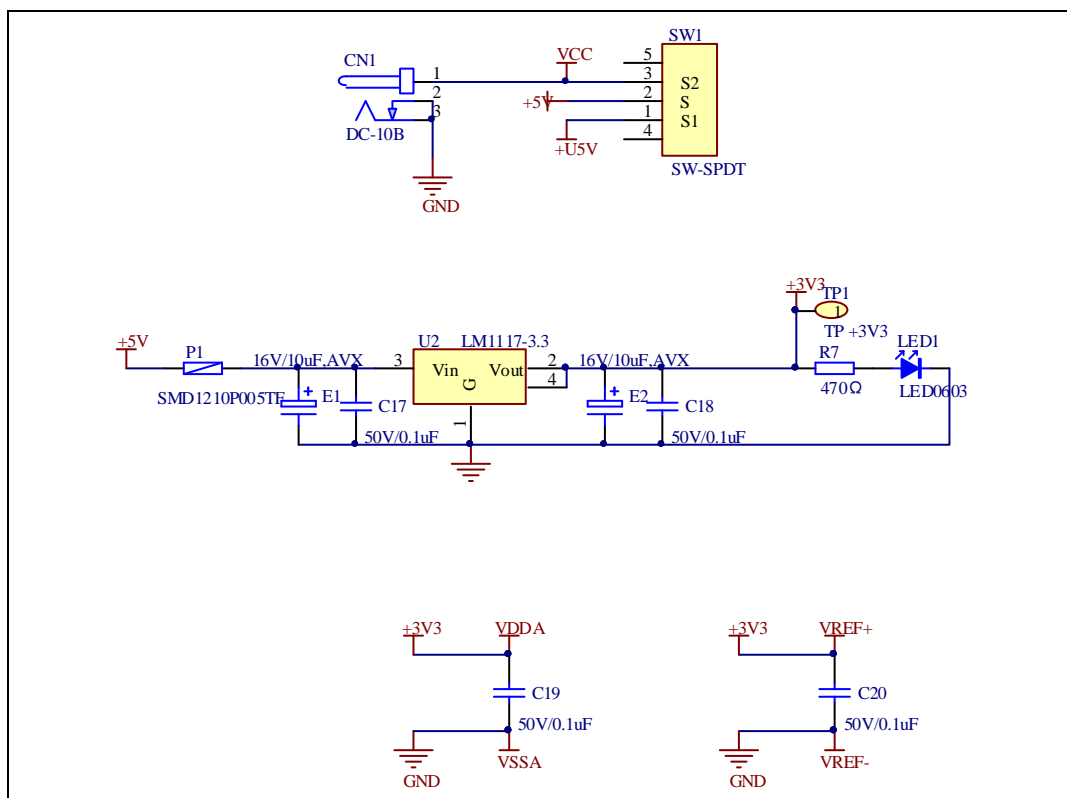 SW1
VCC
5
CN1
1
3
S2
2
+5V
2
S
3
1
S1
DC-10B
4
+U5V
SW-SPDT
GND
+3V3
TP1
1
+5V
P1
U2
LM1117-3.3
TP +3V3
R7
LED1
16V/10uF,AVX
3
Vin
Vout
2
16V/10uF,AVX
4
G
SMD1210P005TF
E1
C17
E2
C18
470Ω
LED0603
1
50V/0.1uF
50V/0.1uF
+3V3
VDDA
+3V3
VREF+
C19
C20
50V/0.1uF
50V/0.1uF
GND
VSSA
GND
VREF-